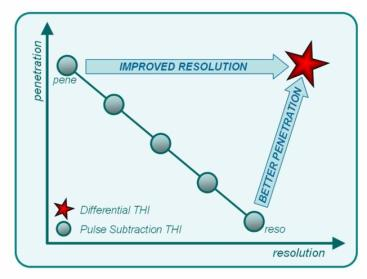 IMPROVED RESOLUTION
penetration
pene
BETTER PENETRATION
Differential THI
Pulse Subtraction THI
reso
resolution